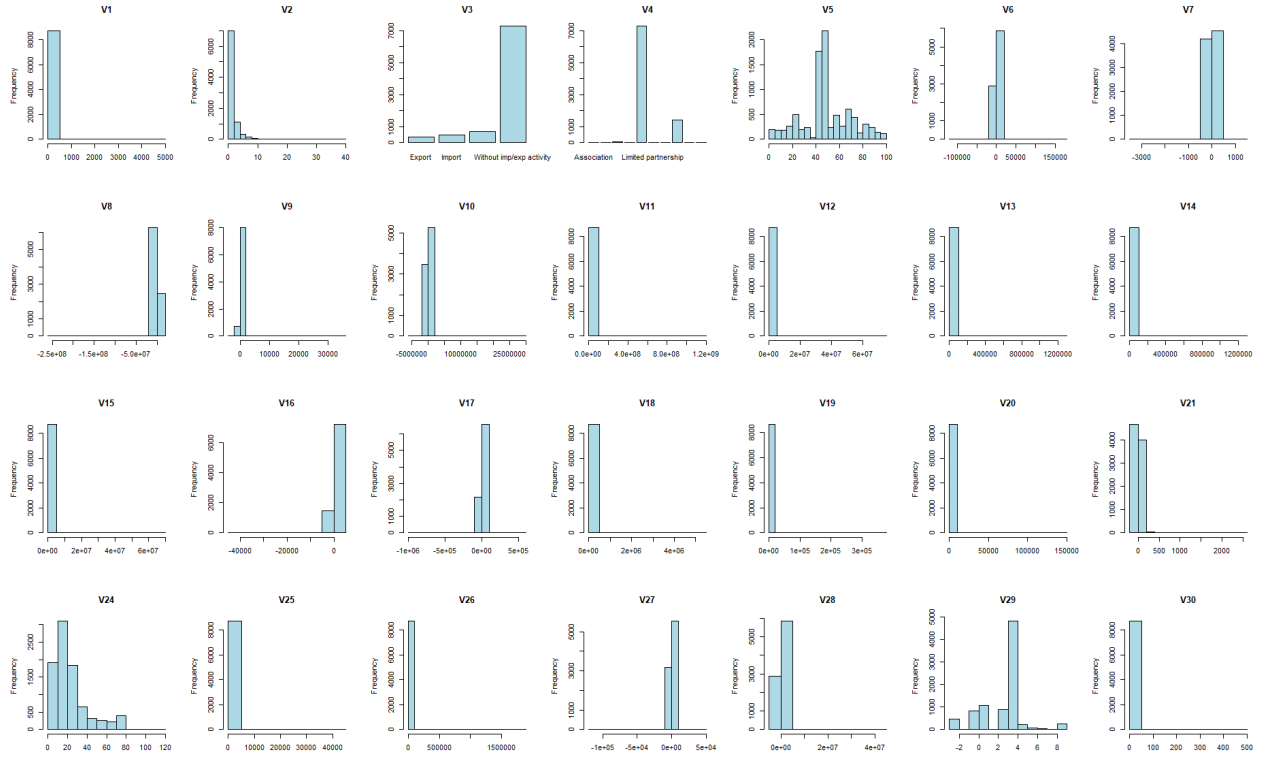 V1 V2 V3 V4 V5 V6 V7
Frequency Frequency Frequency Frequency Frequency
0 2000 4000 6000 8000
0 1000 2000 3000 4000 5000
0 2000 4000 6000
0 10 20 30 40
0 1000 3000 5000 7000
Export Import Without imp/exp activity
0 1000 3000 5000 7000
Association Limited partnership
0 500 1000 1500 2000
0 20 40 60 80 100
0 1000 3000 5000
-100000 0 50000 150000
0 1000 2000 3000 4000
-3000 -1000 0 1000
V8 V9 V10 V11 V12 V13 V14
Frequency Frequency Frequency Frequency Frequency Frequency Frequency
0 1000 3000 5000
-2.5e+08 -1.5e+08 -5.0e+07
0 2000 4000 6000 8000
0 10000 20000 30000
0 1000 3000 5000
-5000000 10000000 25000000
0 2000 4000 6000 8000
0.0e+00 4.0e+08 8.0e+08 1.2e+09
0 2000 4000 6000 8000
0e+00 2e+07 4e+07 6e+07
0 2000 4000 6000 8000
0 400000 800000 1200000
0 2000 4000 6000 8000
0 400000 800000 1200000
V15 V16 V17 V18 V19 V20 V21
Frequency Frequency Frequency Frequency Frequency Frequency Frequency
0 2000 4000 6000 8000
0e+00 2e+07 4e+07 6e+07
0 2000 4000 6000
-40000 -20000 0
0 1000 3000 5000
-1e+06 -5e+05 0e+00 5e+05
0 2000 4000 6000 8000
0e+00 2e+06 4e+06
0 2000 4000 6000 8000
0e+00 1e+05 2e+05 3e+05
0 2000 4000 6000 8000
0 50000 100000 150000
0 1000 2000 3000 4000
0 500 1000 2000
V24 V25 V26 V27 V28 V29 V30
Frequency Frequency Frequency Frequency Frequency Frequency Frequency
0 500 1500 2500
0 20 40 60 80 100 120
0 2000 4000 6000 8000
0 10000 20000 30000 40000
0 2000 4000 6000 8000
0 500000 1500000
0 1000 3000 5000
-1e+05 0e+00 5e+04
0 1000 3000 5000
0e+00 2e+07 4e+07
0 1000 2000 3000 4000 5000
-2 0 2 4 6 8
0 2000 4000 6000 8000
0 100 200 300 400 500